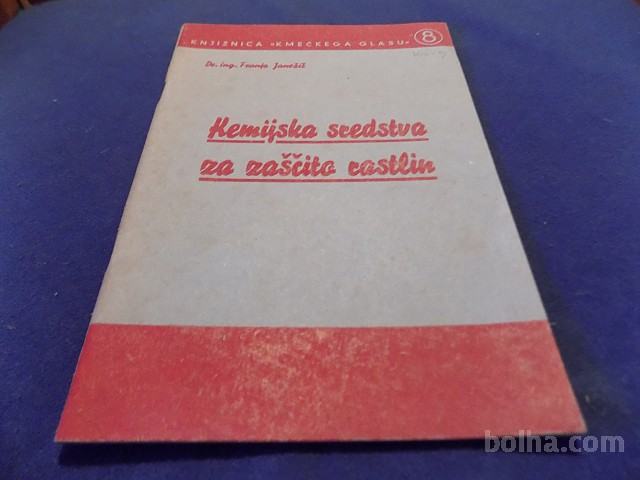 KNJIŽNICA »KMEČKEGA GLASU« 8
Dr. ing. Franjo Janežič
Kemijska sredstva
za zaščito rastlin
bolha.com